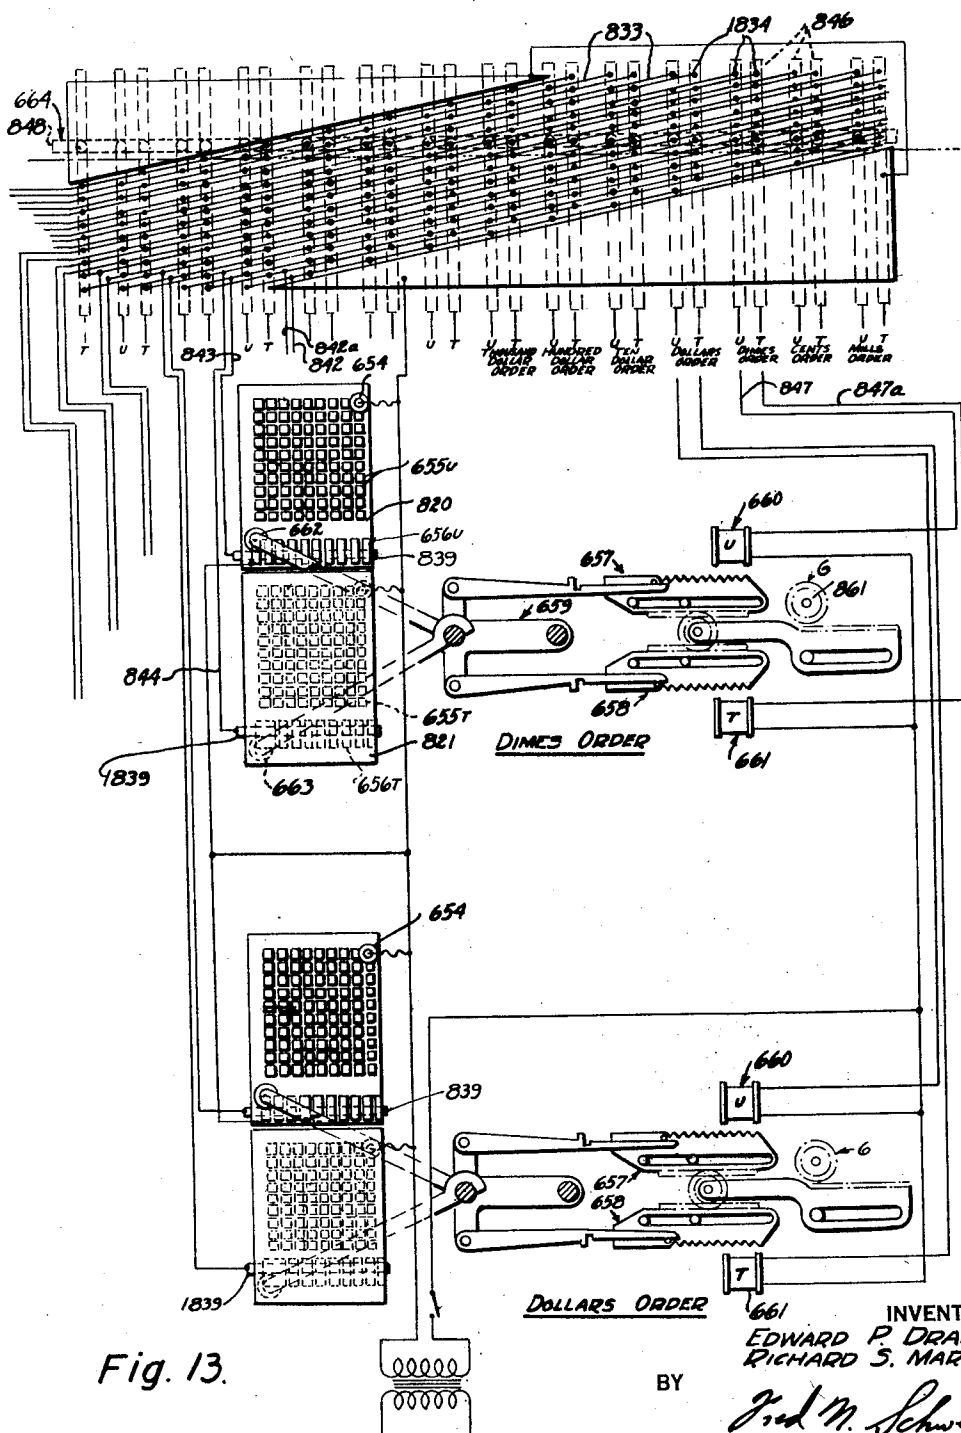 833 1834 846
664
848
T U T 843 U T 842a U T
842 654
U THOUSAND DOLLAR ORDER T
U HUNDRED DOLLAR ORDER T
U TEN DOLLAR ORDER T
U DOLLARS ORDER T
U DIMES ORDER T
U CENTS ORDER T
U MILLS ORDER T
847 847a
655U
820
660
662 656U
U
839 657 6
659 861
844
655T 658 T
821 DIMES ORDER
661
1839 663 656T
654
660
839 U
6
657
658
T
1839 DOLLARS ORDER 661
INVENT
EDWARD P. DRA
RICHARD S. MAR
Fig. 13.
BY
Fred M. Schw